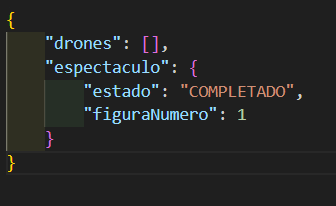 {
    "drones": [],
    "espectaculo": {
        "estado": "COMPLETADO",
        "figuraNumero": 1
    }
}